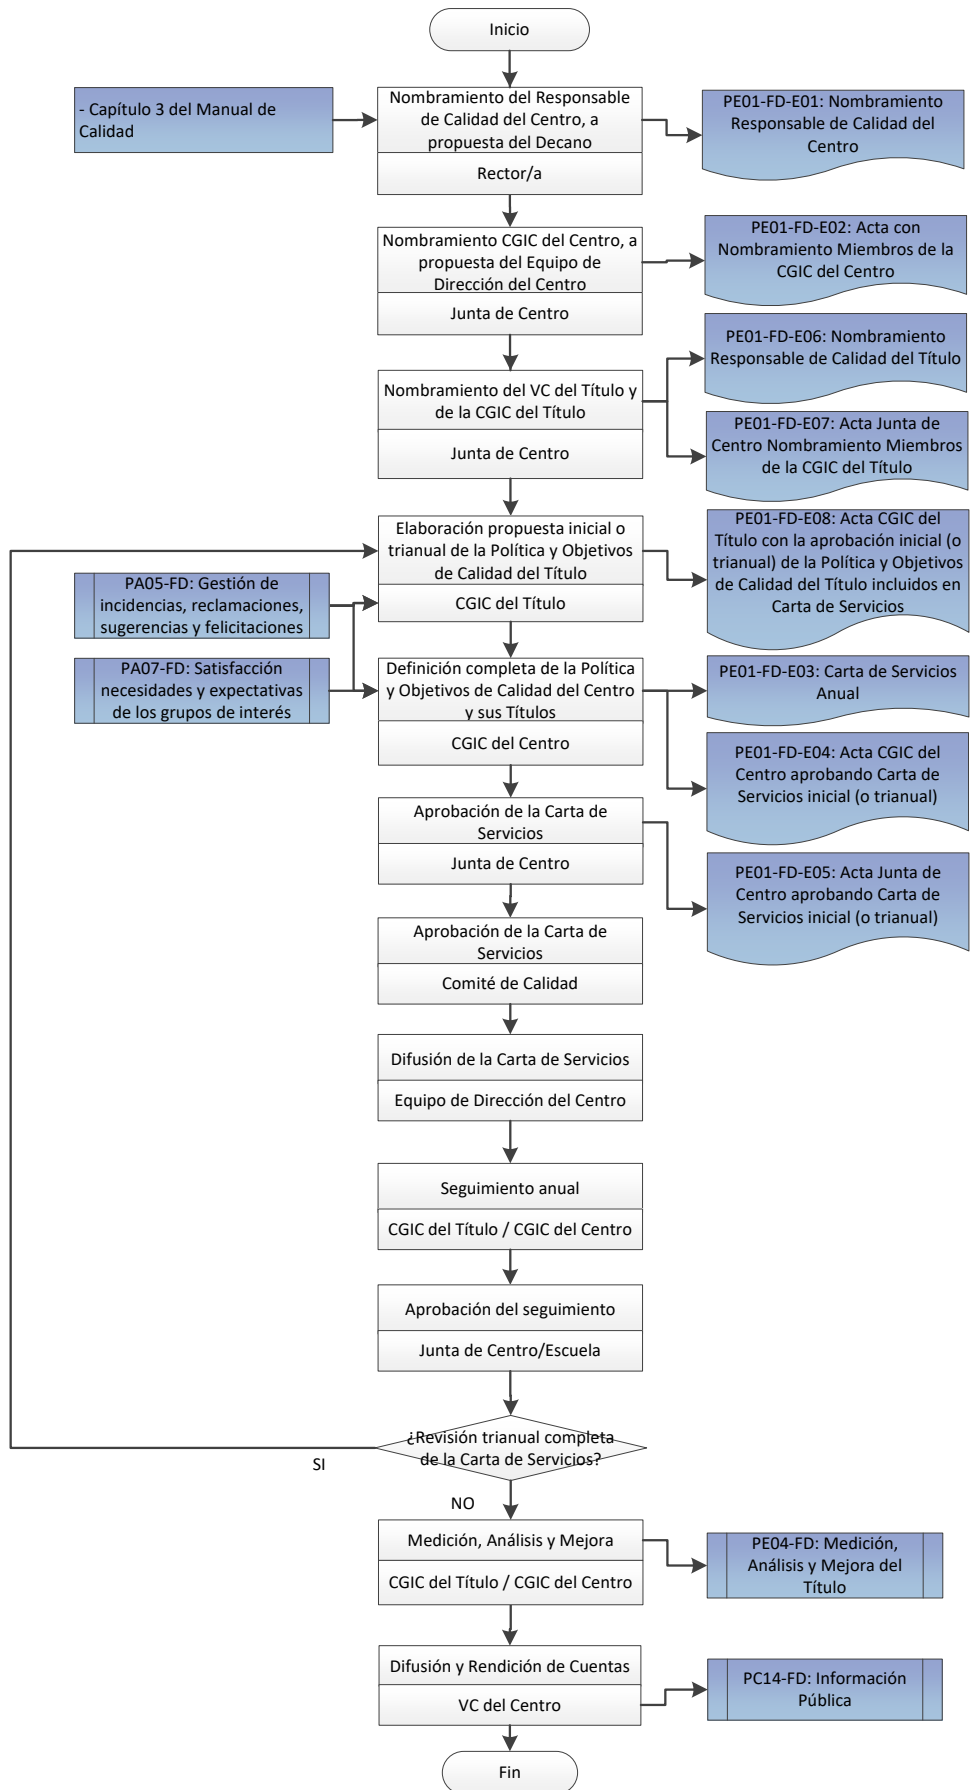 Inicio
- Capítulo 3 del Manual de
Calidad
Nombramiento del Responsable
de Calidad del Centro, a
propuesta del Decano
Rector/a
PE01-FD-E01: Nombramiento
Responsable de Calidad del
Centro
Nombramiento CGIC del Centro, a
propuesta del Equipo de
Dirección del Centro
Junta de Centro
PE01-FD-E02: Acta con
Nombramiento Miembros de la
CGIC del Centro
Nombramiento del VC del Título y
de la CGIC del Título
Junta de Centro
PE01-FD-E06: Nombramiento
Responsable de Calidad del Título
PE01-FD-E07: Acta Junta de
Centro Nombramiento Miembros
de la CGIC del Título
Elaboración propuesta inicial o
trianual de la Política y Objetivos
de Calidad del Título
CGIC del Título
PE01-FD-E08: Acta CGIC del
Título con la aprobación inicial (o
trianual) de la Política y Objetivos
de Calidad del Título incluidos en
Carta de Servicios
PA05-FD: Gestión de
incidencias, reclamaciones,
sugerencias y felicitaciones
PA07-FD: Satisfacción
necesidades y expectativas
de los grupos de interés
Definición completa de la Política
y Objetivos de Calidad del Centro
y sus Títulos
CGIC del Centro
PE01-FD-E03: Carta de Servicios
Anual
PE01-FD-E04: Acta CGIC del
Centro aprobando Carta de
Servicios inicial (o trianual)
Aprobación de la Carta de
Servicios
Junta de Centro
PE01-FD-E05: Acta Junta de
Centro aprobando Carta de
Servicios inicial (o trianual)
Aprobación de la Carta de
Servicios
Comité de Calidad
Difusión de la Carta de Servicios
Equipo de Dirección del Centro
Seguimiento anual
CGIC del Título / CGIC del Centro
Aprobación del seguimiento
Junta de Centro/Escuela
¿Revisión trianual completa
de la Carta de Servicios?
SI
NO
Medición, Análisis y Mejora
CGIC del Título / CGIC del Centro
PE04-FD: Medición,
Análisis y Mejora del
Título
Difusión y Rendición de Cuentas
VC del Centro
PC14-FD: Información
Pública
Fin